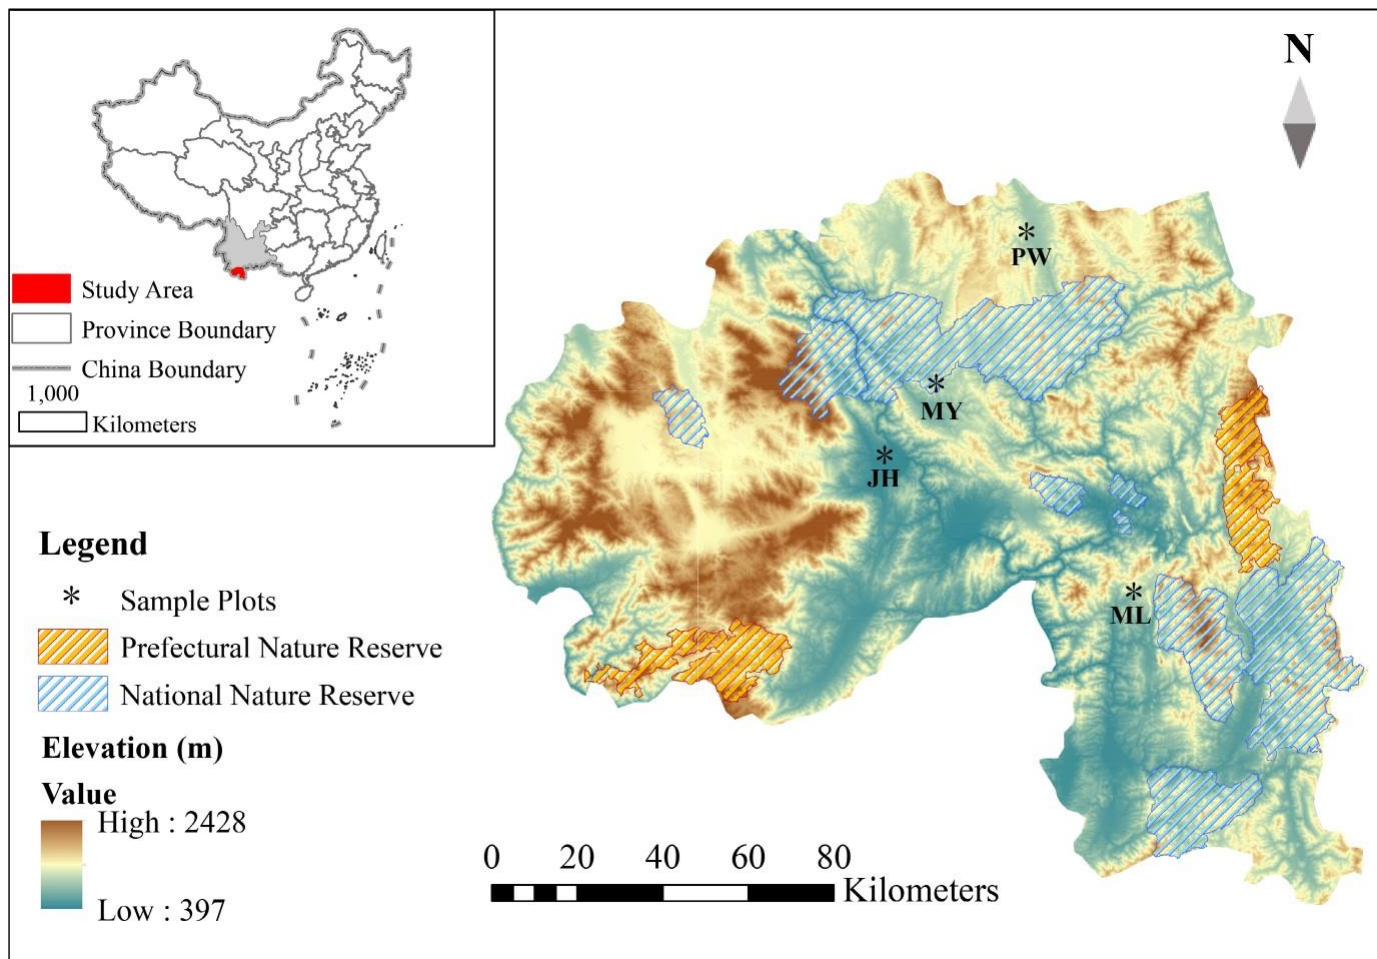 N
Study Area
Province Boundary
China Boundary
1,000
Kilometers
PW
MY
JH
ML
Legend
Sample Plots
Prefectural Nature Reserve
National Nature Reserve
Elevation (m)
Value
High : 2428
Low : 397
0 20 40 60 80
Kilometers